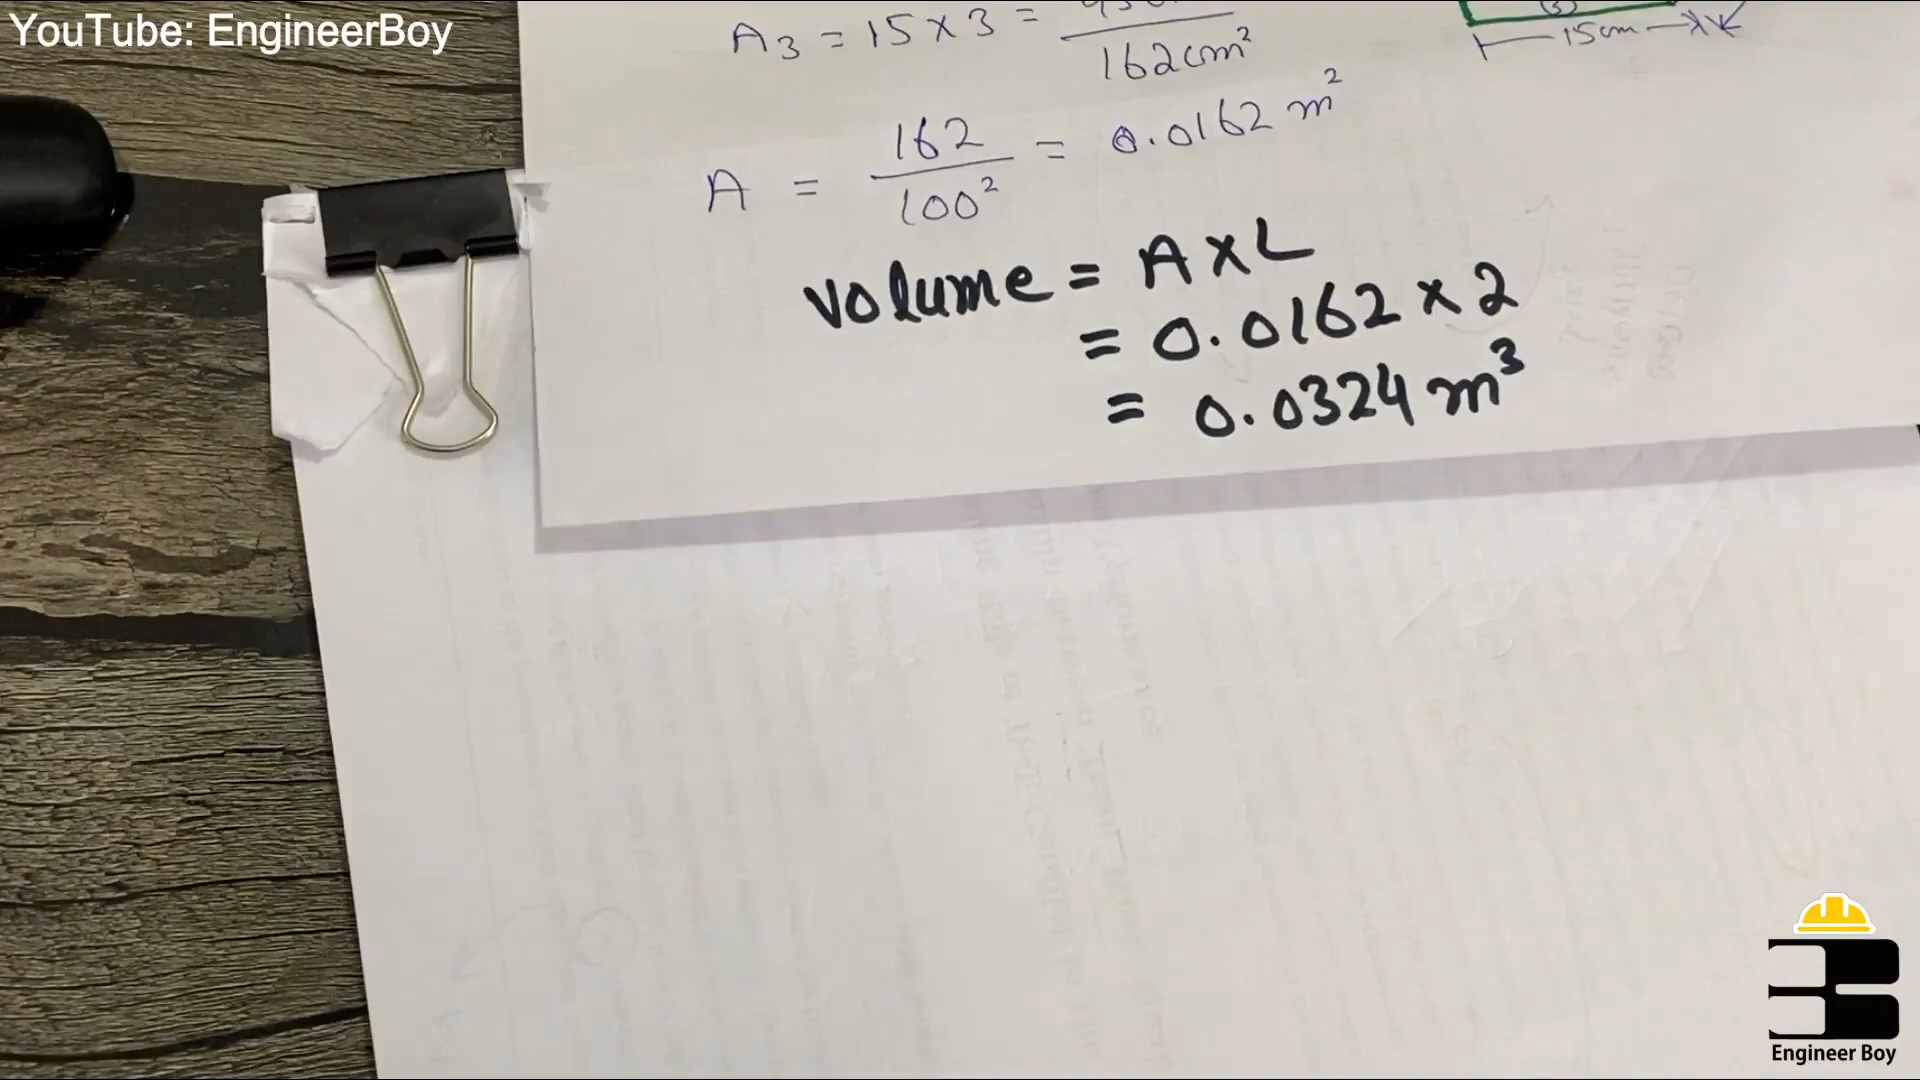 YouTube: EngineerBoy
A3 = 15 x 3 =
162cm²
15cm
A = 162/100² = 0.0162 m²
volume = A x L
= 0.0162 x 2
= 0.0324 m³
Engineer Boy